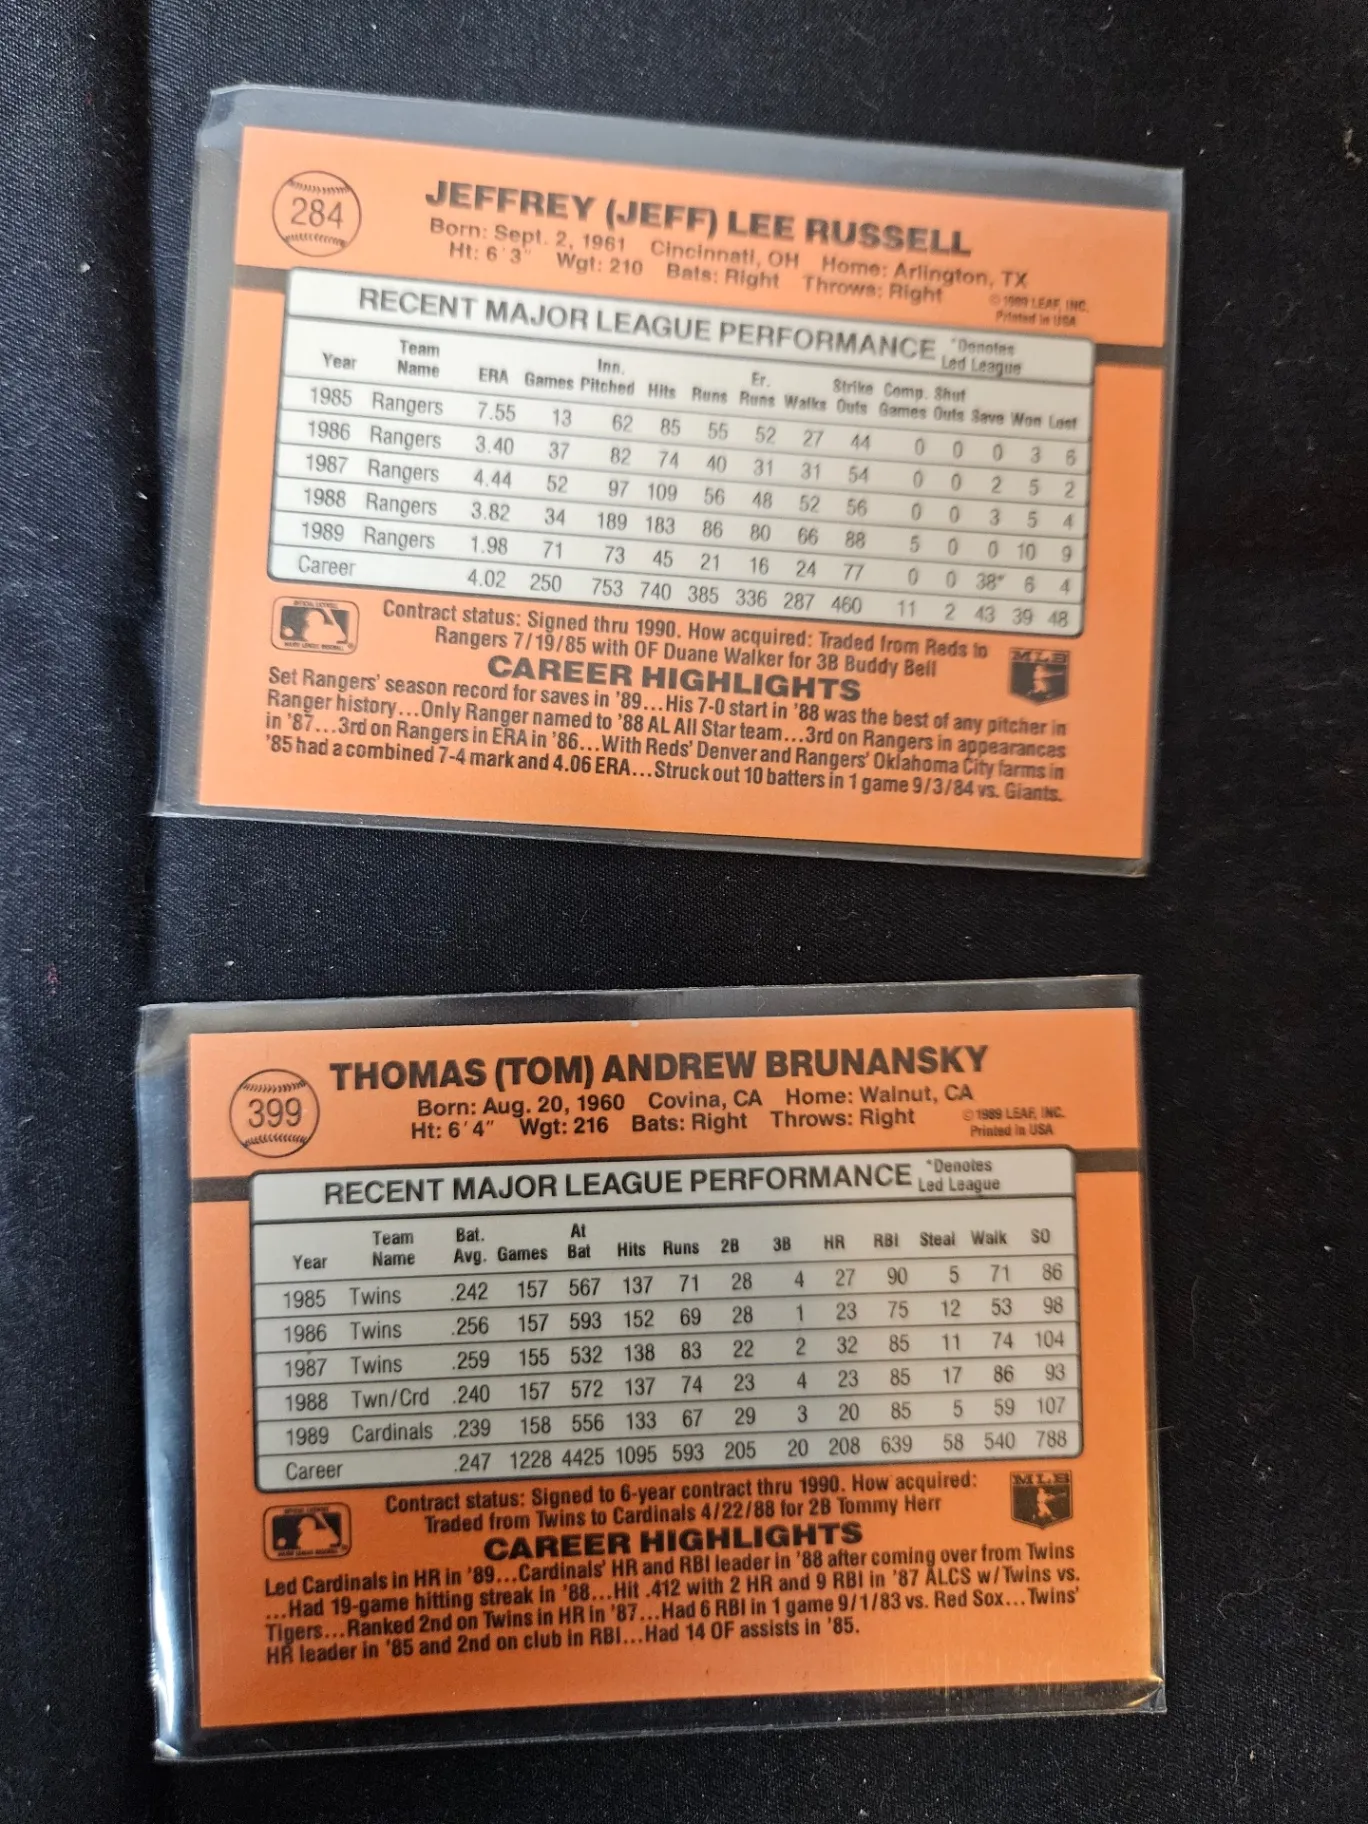 284
JEFFREY (JEFF) LEE RUSSELL
Born: Sept. 2, 1961 Cincinnati, OH Home: Arlington, TX
Ht: 6'3" Wgt: 210 Bats: Right Throws: Right
©1989 LEAF, INC.
Printed in USA
RECENT MAJOR LEAGUE PERFORMANCE *Denotes Led League
Year Team Name ERA Games Inn. Pitched Hits Runs Er. Runs Walks Strike Outs Comp. Games Shut Outs Save Won Lost
1985 Rangers 7.55 13 62 85 55 52 27 44 0 0 0 3 6
1986 Rangers 3.40 37 82 74 40 31 31 54 0 0 2 5 2
1987 Rangers 4.44 52 97 109 56 48 52 56 0 0 3 5 4
1988 Rangers 3.82 34 189 183 86 80 66 88 5 0 0 10 9
1989 Rangers 1.98 71 73 45 21 16 24 77 0 0 38* 6 4
Career 4.02 250 753 740 385 336 287 460 11 2 43 39 48
Contract status: Signed thru 1990. How acquired: Traded from Reds to
Rangers 7/19/85 with OF Duane Walker for 3B Buddy Bell
MLB
CAREER HIGHLIGHTS
Set Rangers' season record for saves in '89...His 7-0 start in '88 was the best of any pitcher in
Ranger history...Only Ranger named to '88 AL All Star team...3rd on Rangers in appearances
in '87...3rd on Rangers in ERA in '86...With Reds' Denver and Rangers' Oklahoma City farms in
'85 had a combined 7-4 mark and 4.06 ERA...Struck out 10 batters in 1 game 9/3/84 vs. Giants.
399
THOMAS (TOM) ANDREW BRUNANSKY
Born: Aug. 20, 1960 Covina, CA Home: Walnut, CA
Ht: 6'4" Wgt: 216 Bats: Right Throws: Right
©1989 LEAF, INC.
Printed in USA
RECENT MAJOR LEAGUE PERFORMANCE *Denotes Led League
Year Team Name Bat. Avg. Games At Bat Hits Runs 2B 3B HR RBI Steal Walk SO
1985 Twins .242 157 567 137 71 28 4 27 90 5 71 86
1986 Twins .256 157 593 152 69 28 1 23 75 12 53 98
1987 Twins .259 155 532 138 83 22 2 32 85 11 74 104
1988 Twn/Crd .240 157 572 137 74 23 4 23 85 17 86 93
1989 Cardinals .239 158 556 133 67 29 3 20 85 5 59 107
Career .247 1228 4425 1095 593 205 20 208 639 58 540 788
Contract status: Signed to 6-year contract thru 1990. How acquired:
Traded from Twins to Cardinals 4/22/88 for 2B Tommy Herr
MLB
CAREER HIGHLIGHTS
Led Cardinals in HR in '89...Cardinals' HR and RBI leader in '88 after coming over from Twins
...Had 19-game hitting streak in '88...Hit .412 with 2 HR and 9 RBI in '87 ALCS w/Twins vs.
Tigers...Ranked 2nd on Twins in HR in '87...Had 6 RBI in 1 game 9/1/83 vs. Red Sox...Twins'
HR leader in '85 and 2nd on club in RBI...Had 14 OF assists in '85.